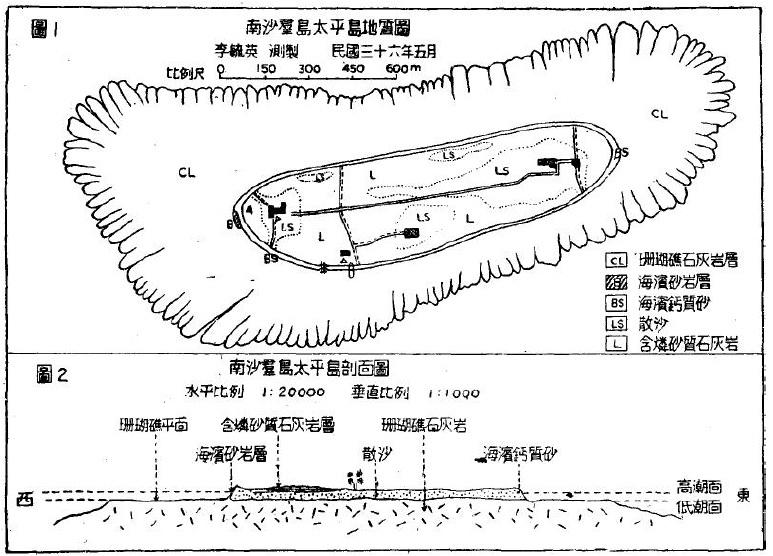 圖1
南沙羣島太平島地質圖
李毓英 測製 民國三十六年五月
比例尺 0 150 300 450 600m
CL
CL
LS
L
LS
LS
BS
A
LS
L
LS
L
BS
CL 珊瑚礁石灰岩層
海濱砂岩層
BS 海濱鈣質砂
LS 散沙
L 含燐砂質石灰岩
圖2
南沙羣島太平島剖面圖
水平比例 1:20000 垂直比例 1:1000
珊瑚礁平面 含燐砂質石灰岩層 珊瑚礁石灰岩
海濱砂岩層 散沙 海濱鈣質砂
西 高潮面 東
低潮面